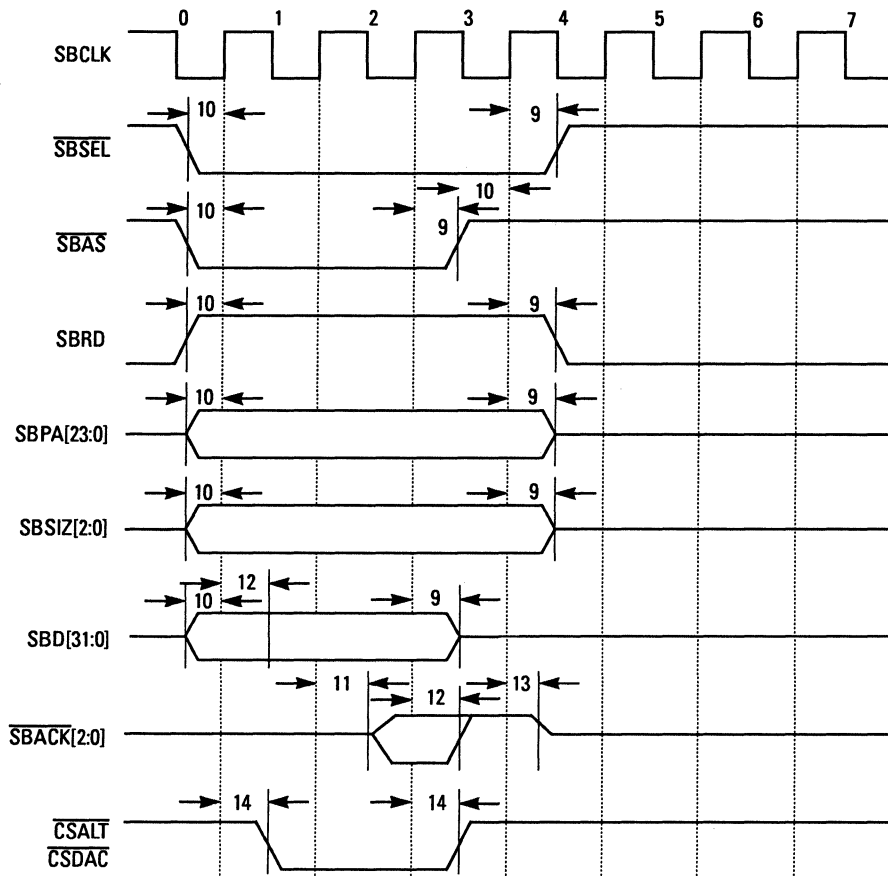 0 1 2 3 4 5 6 7
SBCLK
10 9
SBSEL
10
10 9
SBAS
10 9
SBRD
10 9
SBPA[23:0]
10 9
SBSIZ[2:0]
12
10 9
SBD[31:0]
11 13
12
SBACK[2:0]
14 14
CSALT
CSDAC